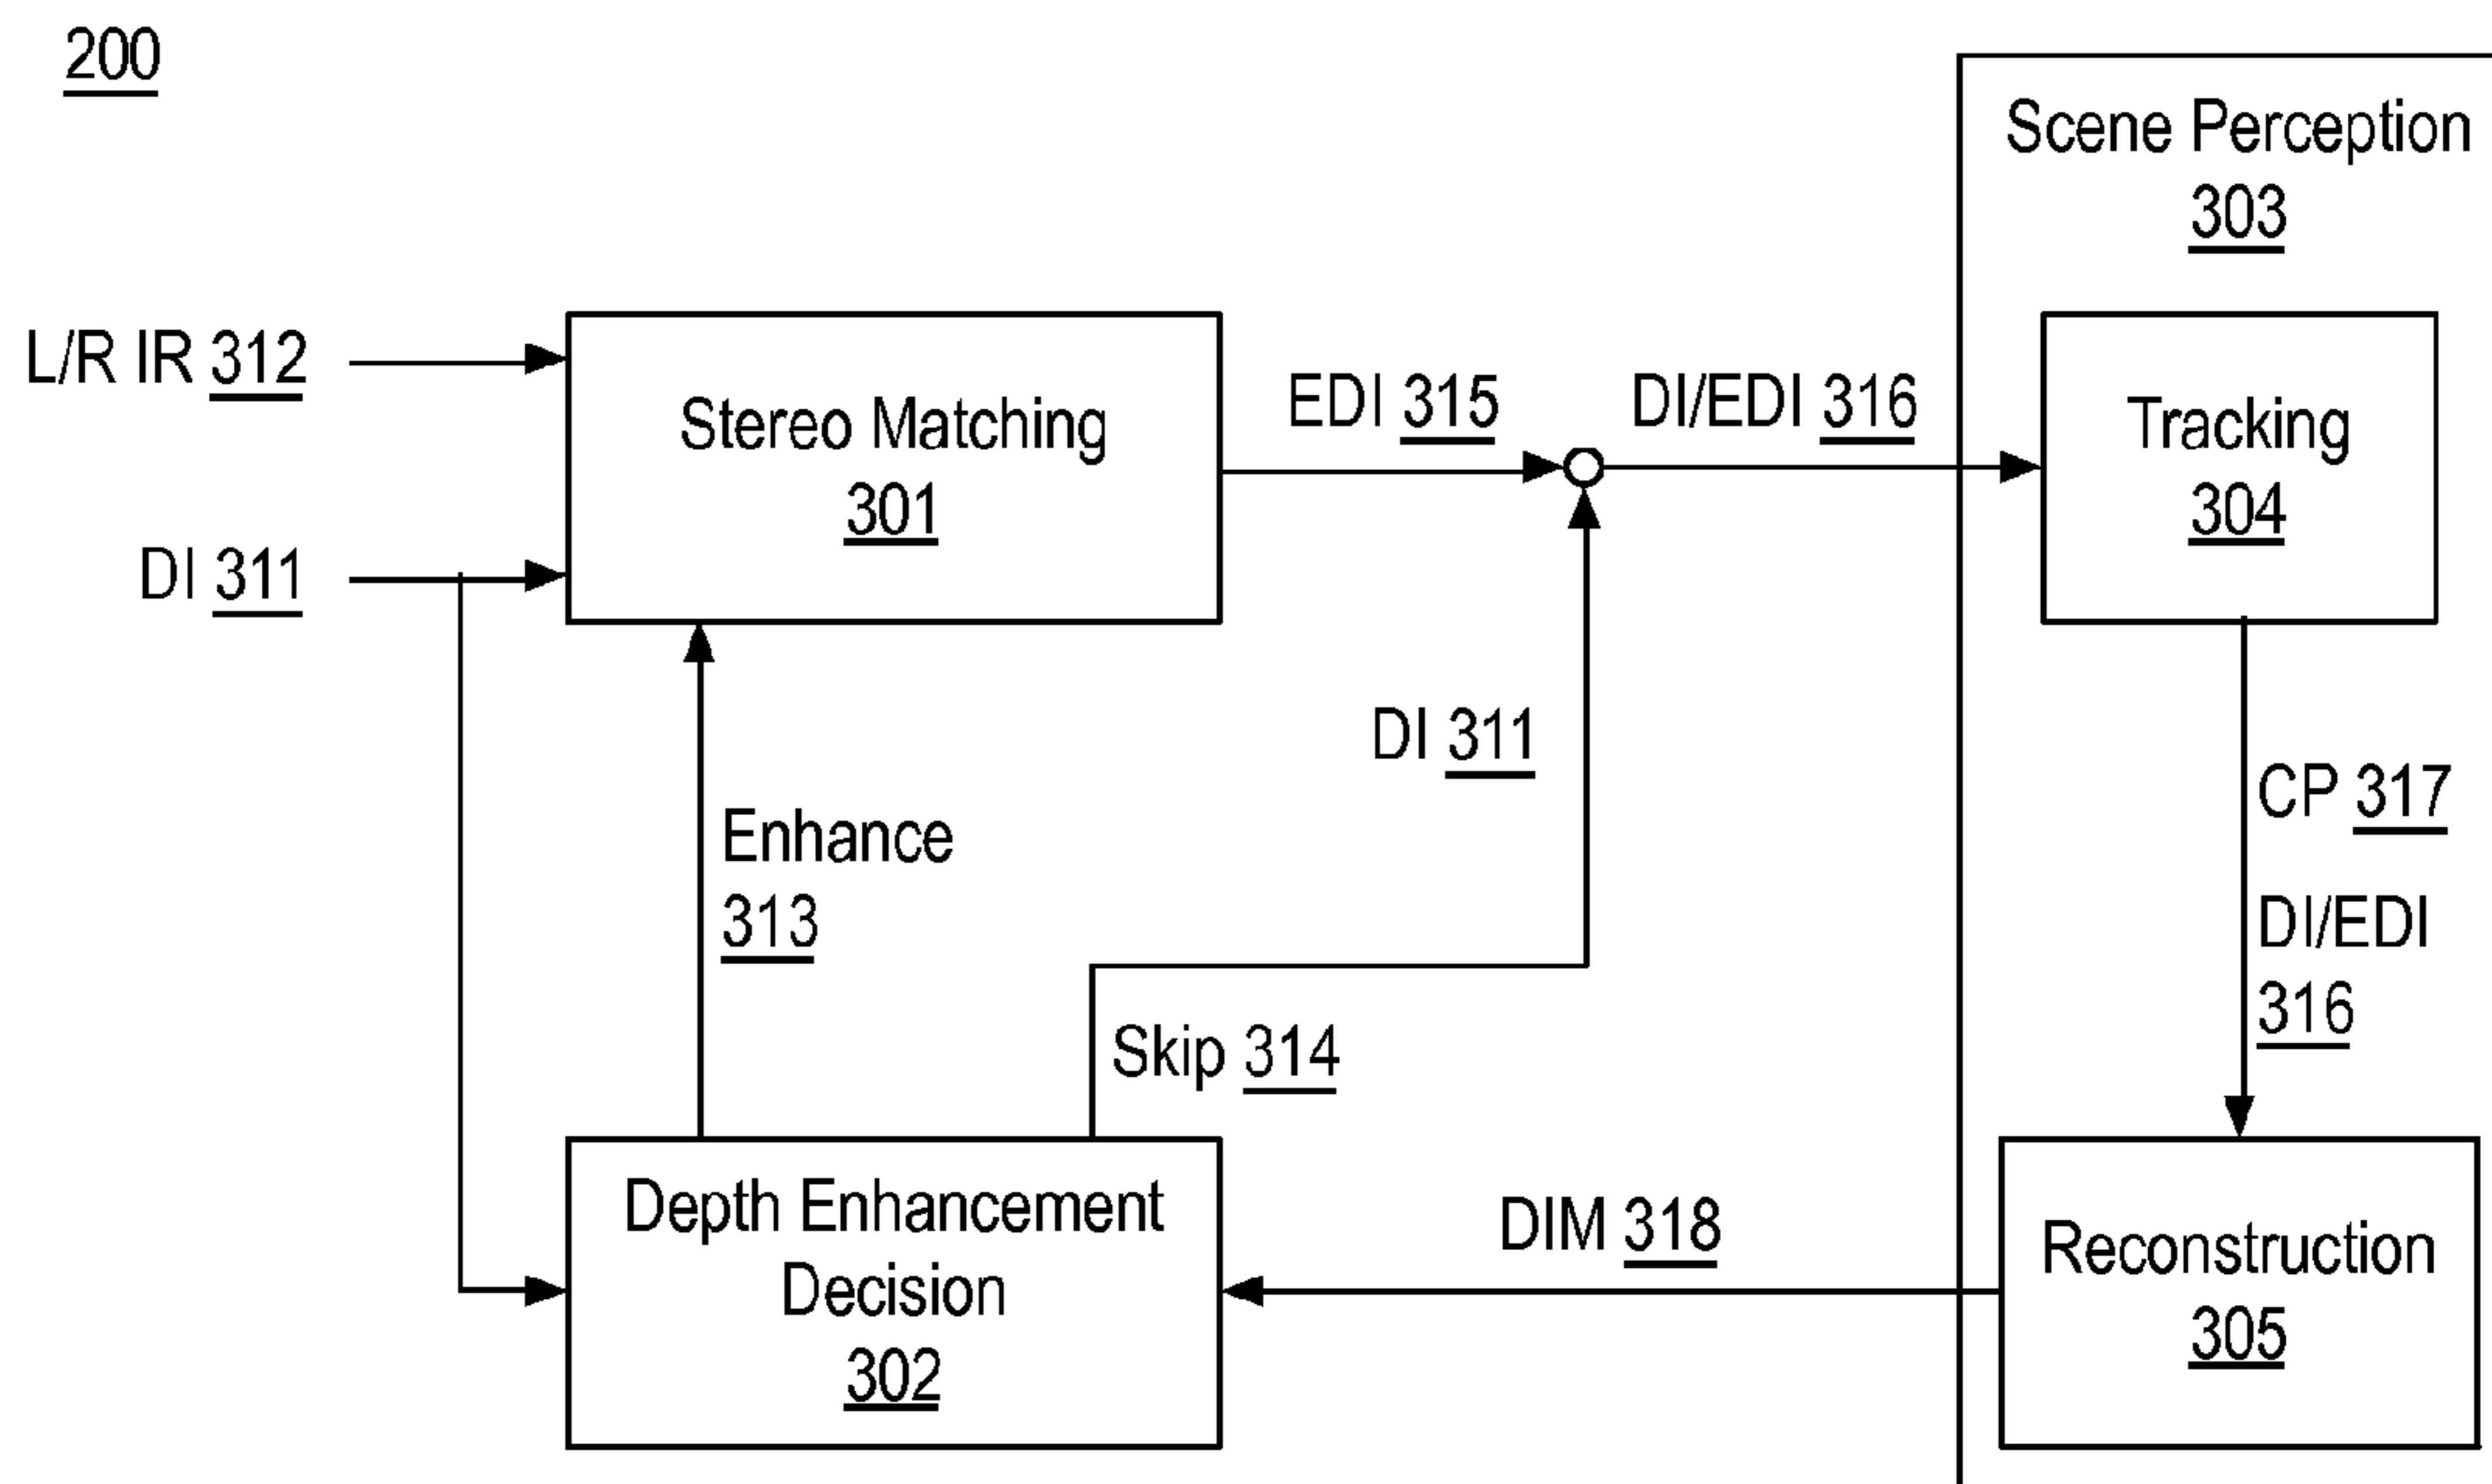 200
Scene Perception
303
L/R IR 312
DI 311
Stereo Matching
301
EDI 315
DI/EDI 316
Tracking
304
DI 311
Enhance
313
Skip 314
CP 317
DI/EDI
316
Depth Enhancement
Decision
302
DIM 318
Reconstruction
305